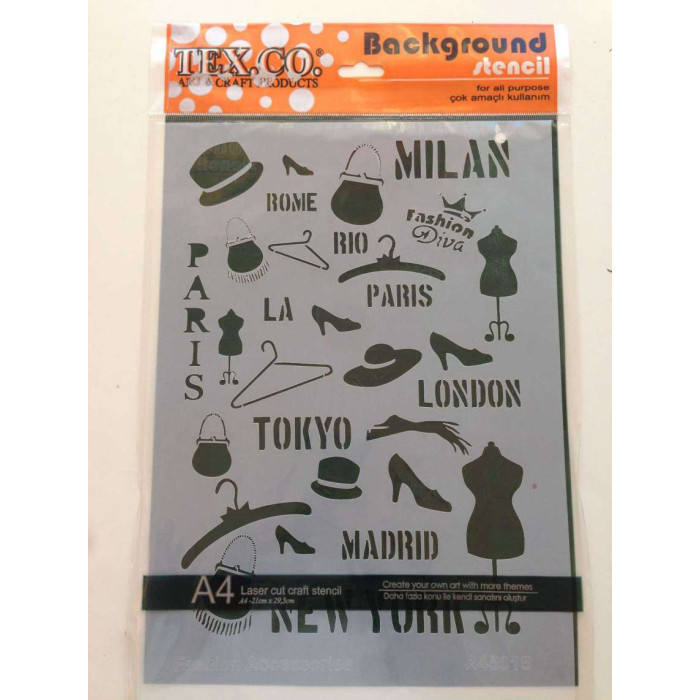 TEX.CO.®
ART & CRAFT PRODUCTS
Background
stencil
for all purpose
çok amaçlı kullanım
MILAN
ROME
Fashion
Diva
RIO
PARIS
PARIS
LA
LONDON
TOKYO
MADRID
A4
Laser cut craft stencil
A4 -21cm x 29,5cm
Create your own art with more themes
Daha fazla konu ile kendi sanatını oluştur
NEW YORK
Fashion Accessories